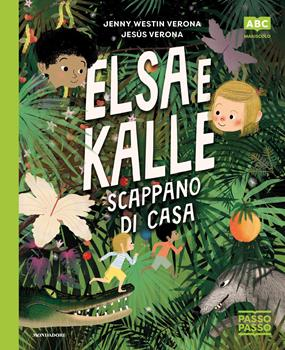 JENNY WESTIN VERONA
JESÚS VERONA
ABC
MAIUSCOLO
ELSA E
KALLE
SCAPPANO
DI CASA
MONDADORI
PASSO
PASSO